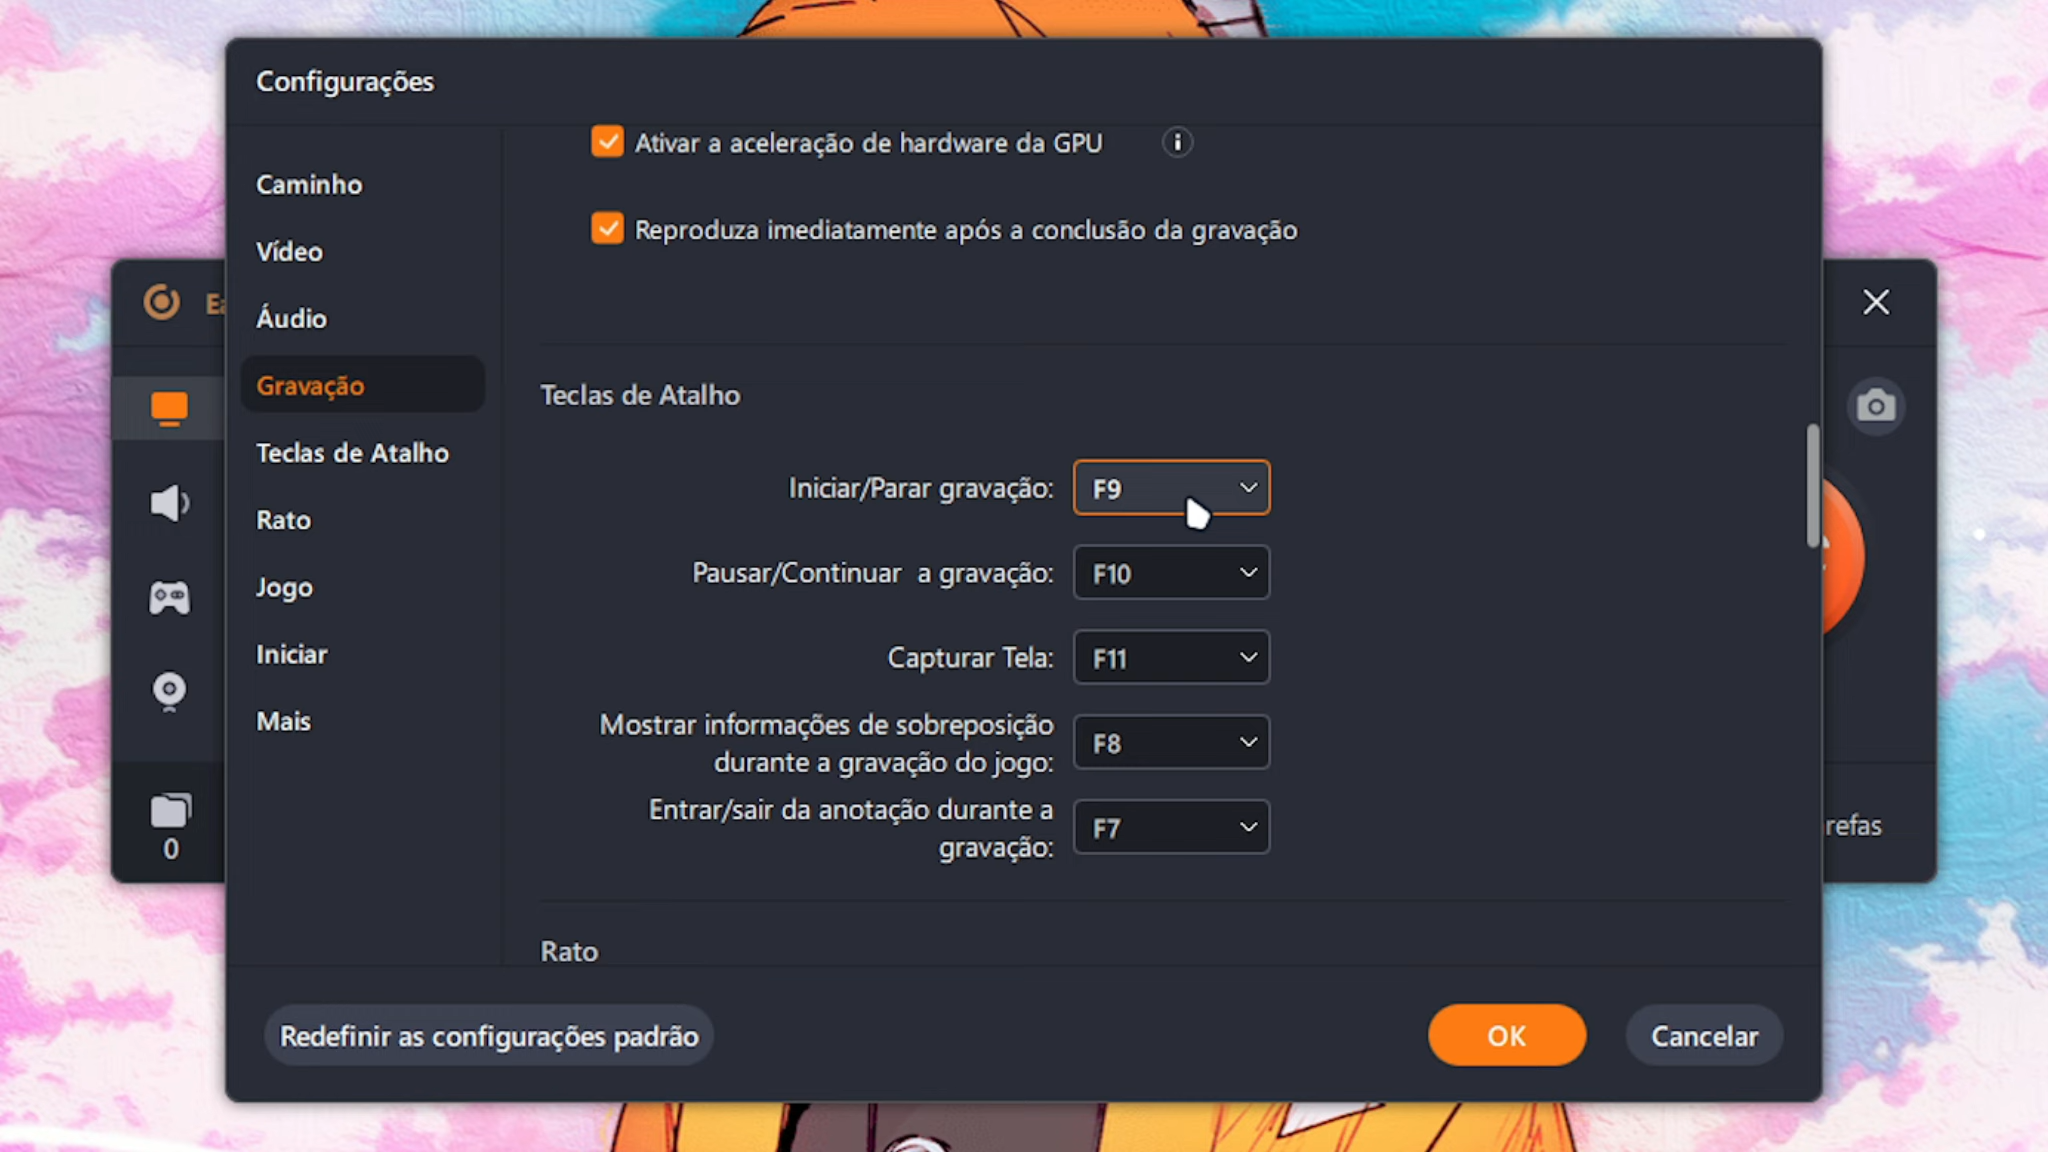 Configurações
Caminho
Vídeo
Áudio
Gravação
Teclas de Atalho
Rato
Jogo
Iniciar
Mais
Ativar a aceleração de hardware da GPU
Reproduza imediatamente após a conclusão da gravação
Teclas de Atalho
Iniciar/Parar gravação: F9
Pausar/Continuar a gravação: F10
Capturar Tela: F11
Mostrar informações de sobreposição
durante a gravação do jogo: F8
Entrar/sair da anotação durante a
gravação: F7
Rato
Redefinir as configurações padrão
OK
Cancelar
0
refas